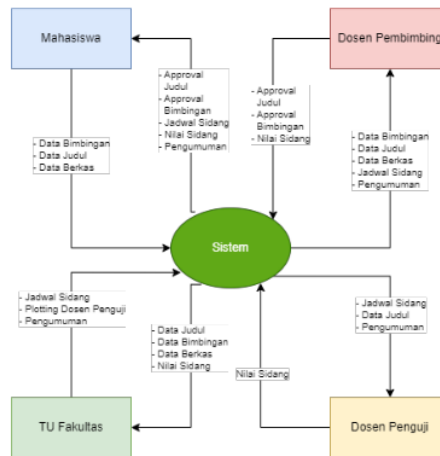 Mahasiswa
Dosen Pembimbing
- Approval
Judul
- Approval
Bimbingan
- Jadwal Sidang
- Nilai Sidang
- Pengumuman
- Approval
Judul
- Approval
Bimbingan
- Nilai Sidang
- Data Bimbingan
- Data Judul
- Data Berkas
- Data Bimbingan
- Data Judul
- Data Berkas
- Jadwal Sidang
- Pengumuman
Sistem
- Jadwal Sidang
- Plotting Dosen Penguji
- Pengumuman
- Data Judul
- Data Bimbingan
- Data Berkas
- Nilai Sidang
Nilai Sidang
- Jadwal Sidang
- Data Judul
- Pengumuman
TU Fakultas
Dosen Penguji